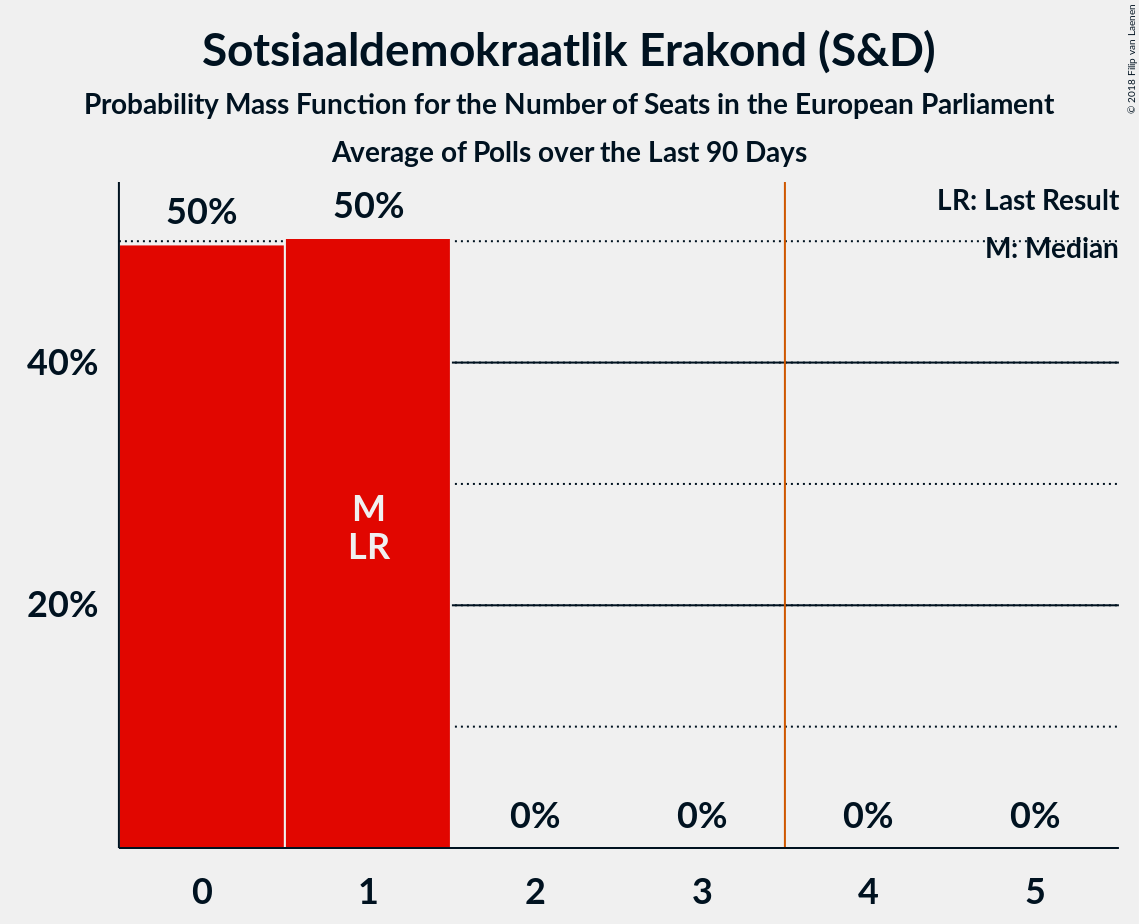 Sotsiaaldemokraatlik Erakond (S&D)
Probability Mass Function for the Number of Seats in the European Parliament
Average of Polls over the Last 90 Days
© 2018 Filip van Laenen
LR: Last Result
M: Median
50%
50%
40%
20%
M
LR
0%
0%
0%
0%
0
1
2
3
4
5